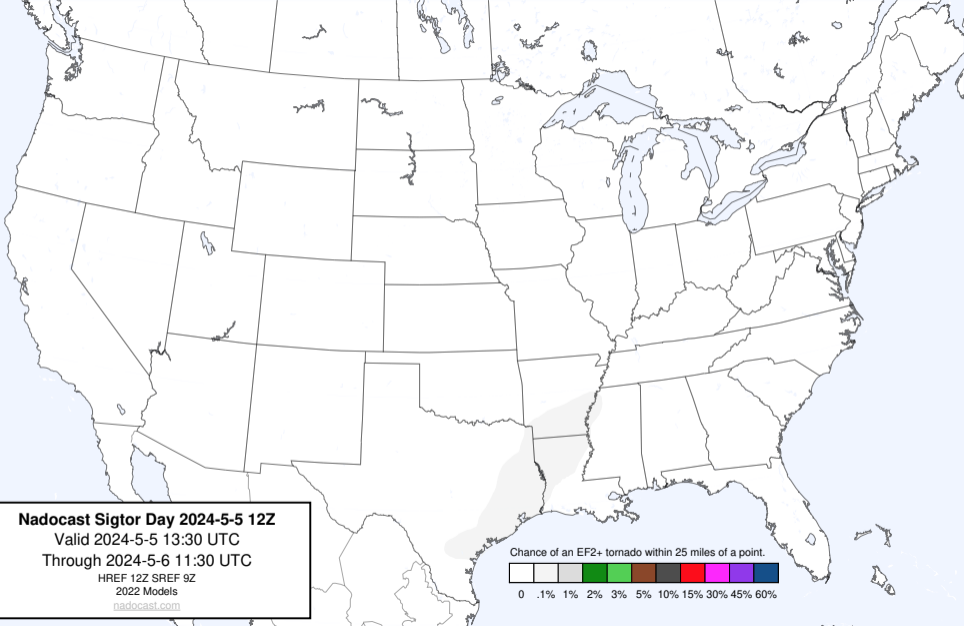 Nadocast Sigtor Day 2024-5-5 12Z
Valid 2024-5-5 13:30 UTC
Through 2024-5-6 11:30 UTC
HREF 12Z SREF 9Z
2022 Models
nadocast.com
Chance of an EF2+ tornado within 25 miles of a point.
0 .1% 1% 2% 3% 5% 10% 15% 30% 45% 60%